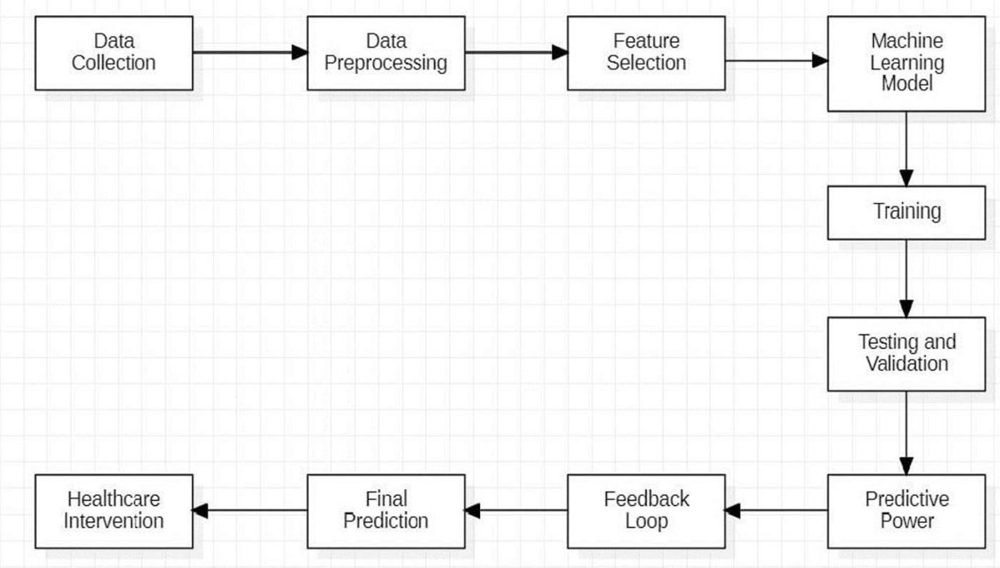 Data
Collection
Data
Preprocessing
Feature
Selection
Machine
Learning
Model
Training
Testing and
Validation
Predictive
Power
Feedback
Loop
Final
Prediction
Healthcare
Intervention